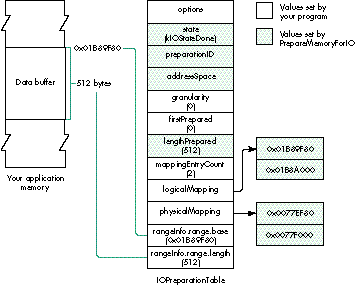 options
Values set by
your program
state
(kIOStateDone)
Values set by
PrepareMemoryForIO
0x01B89F80
preparationID
Data buffer
addressSpace
512 bytes
granularity
(0)
firstPrepared
(0)
lengthPrepared
(512)
0x01B89F80
mappingEntryCount
(2)
0x01B8A000
Your application
memory
logicalMapping
physicalMapping
0x0077EF80
rangeInfo.range.base
(0x01B89F80)
0x0077F000
rangeInfo.range.length
(512)
IOPreparationTable